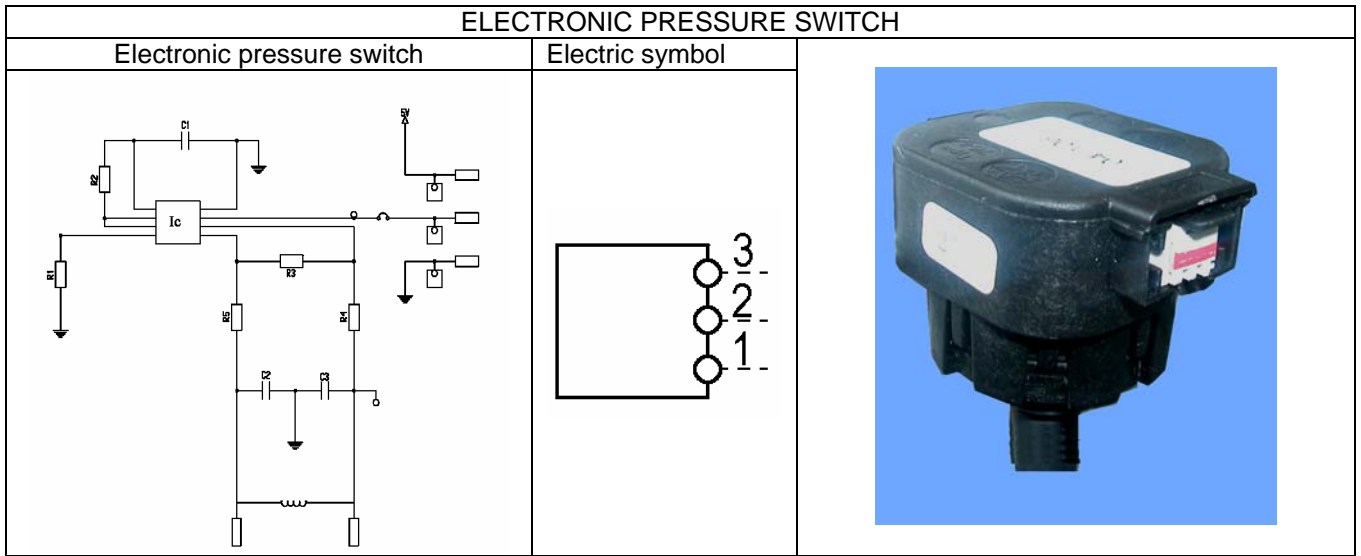 ELECTRONIC PRESSURE SWITCH
Electronic pressure switch
Electric symbol
5V
C1
R2
Ic
R1
R3
R5
R4
C2
C3
3
2
1